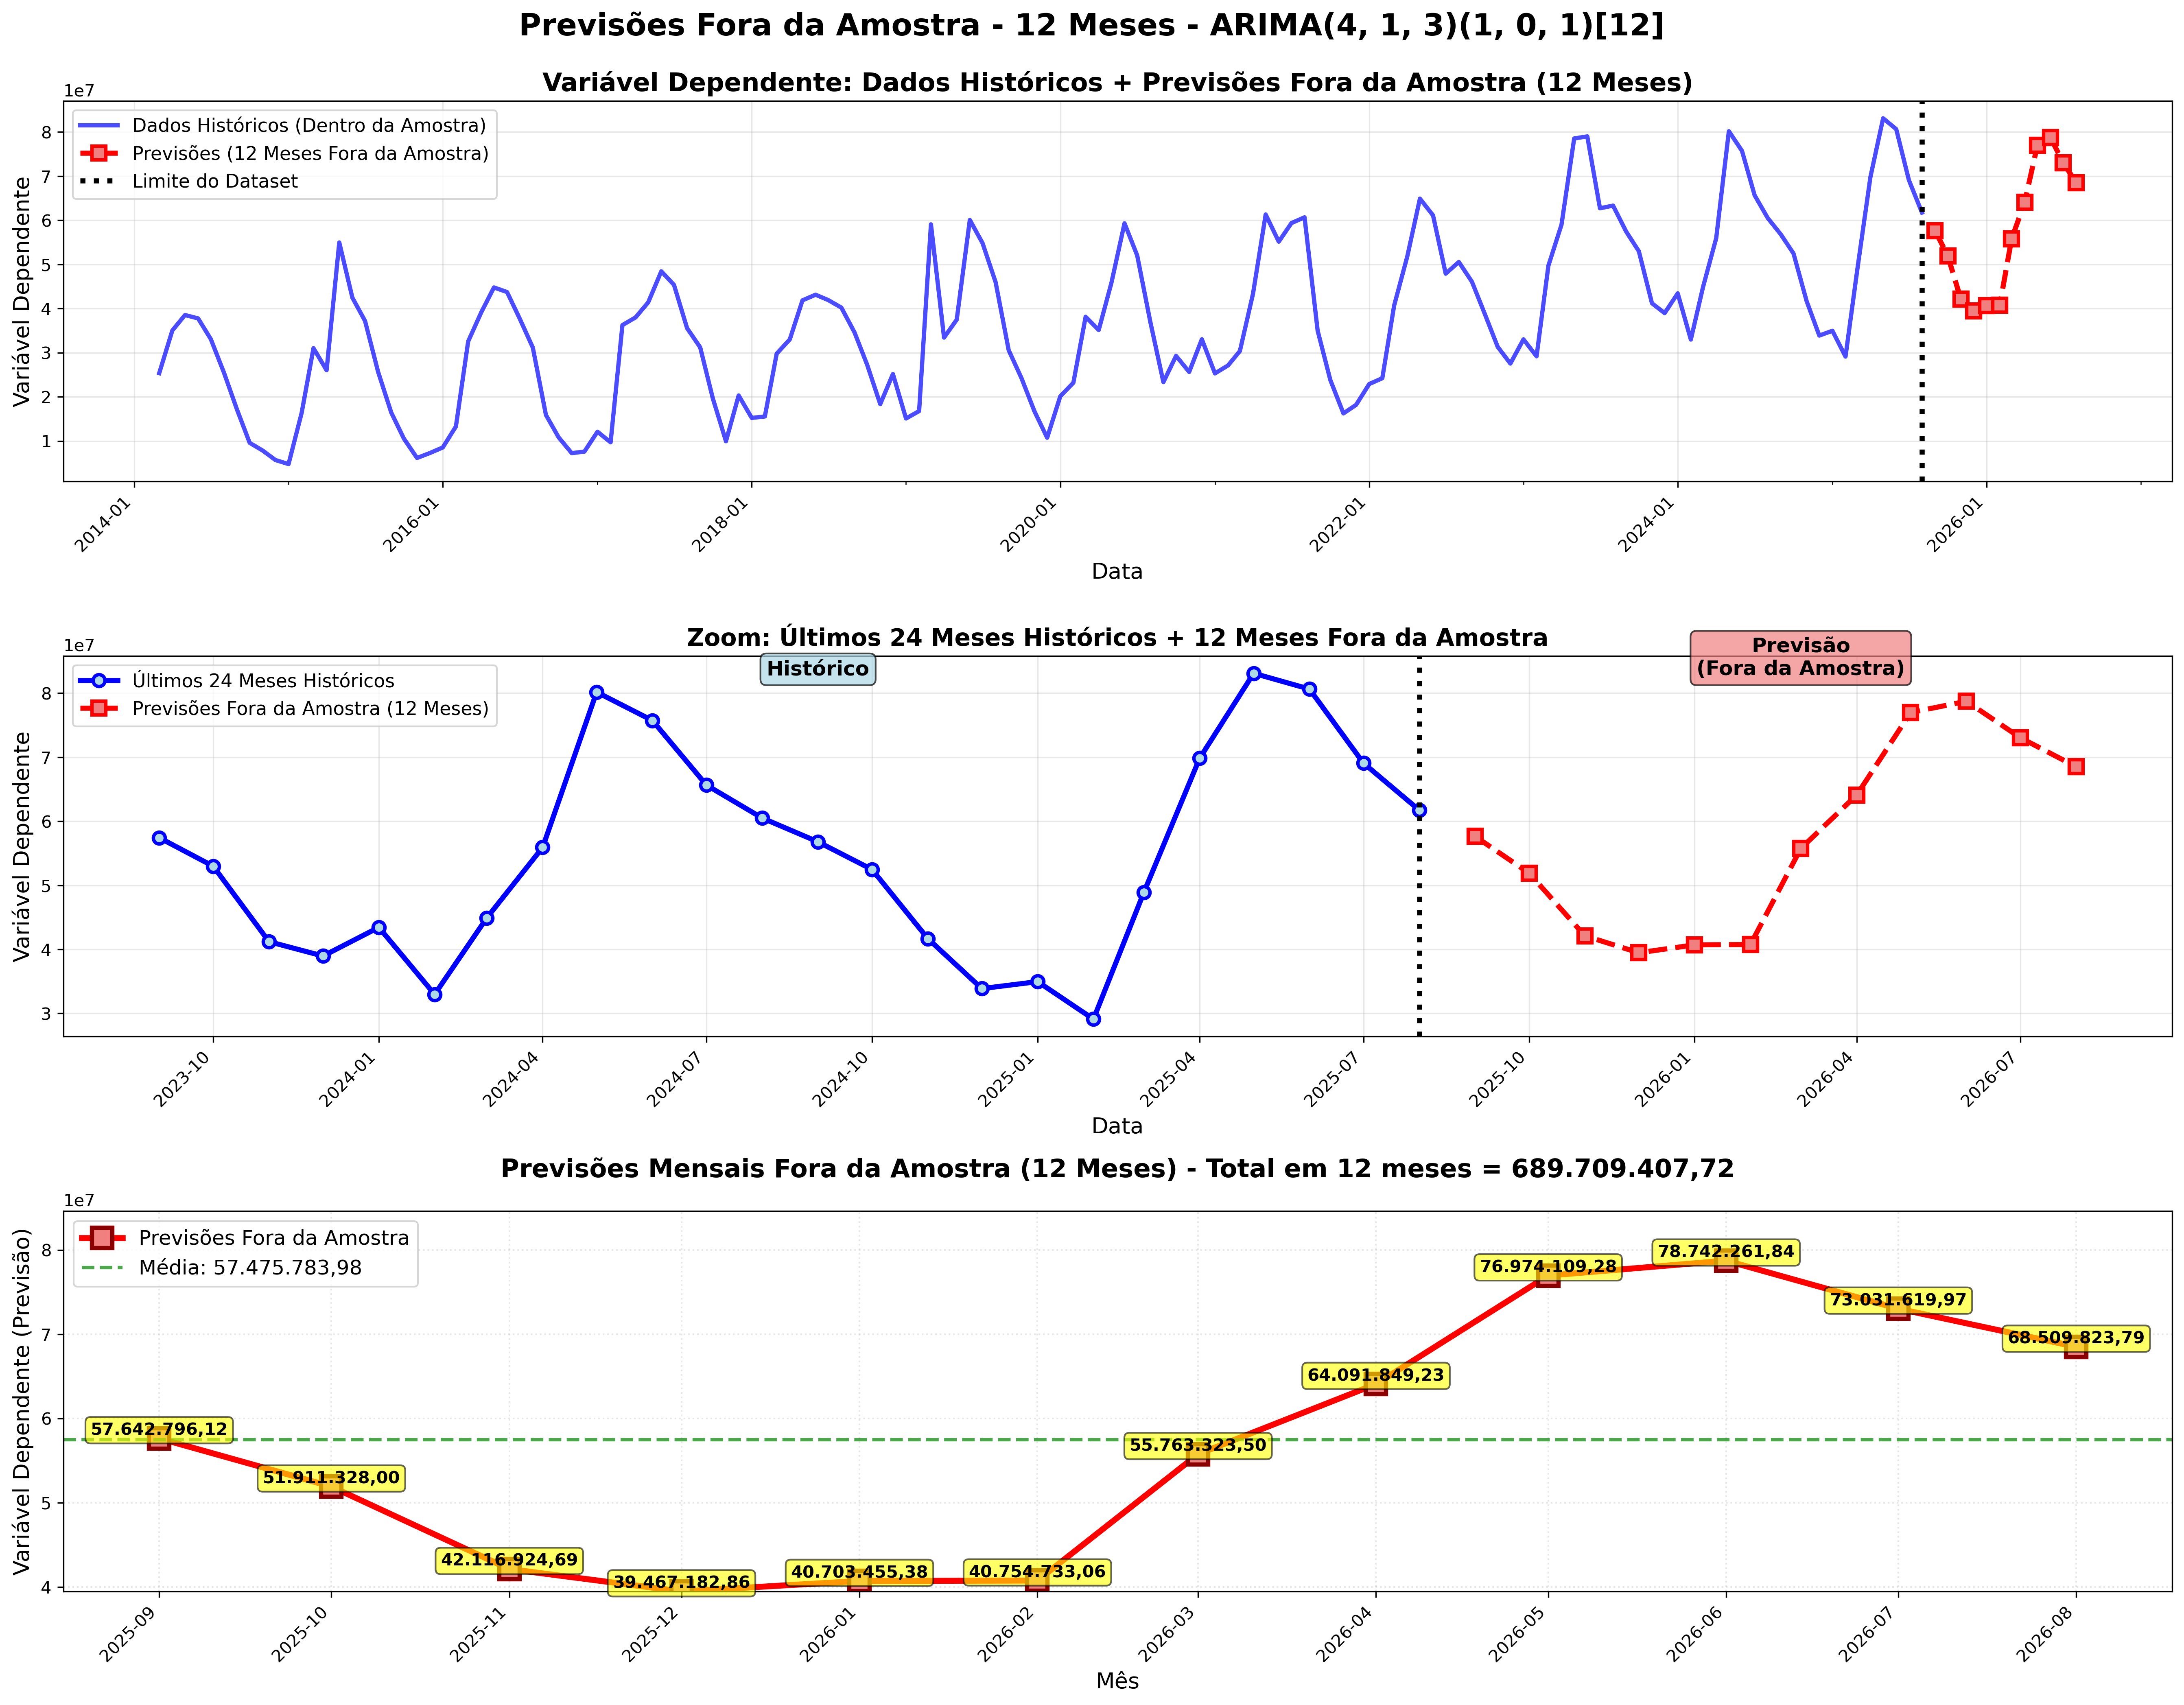 Previsões Fora da Amostra - 12 Meses - ARIMA(4, 1, 3)(1, 0, 1)[12]
Variável Dependente: Dados Históricos + Previsões Fora da Amostra (12 Meses)
1e7
Dados Históricos (Dentro da Amostra)
Previsões (12 Meses Fora da Amostra)
Limite do Dataset
Variável Dependente
8
7
6
5
4
3
2
1
2014-01
2016-01
2018-01
2020-01
2022-01
2024-01
2026-01
Data
Zoom: Últimos 24 Meses Históricos + 12 Meses Fora da Amostra
1e7
Últimos 24 Meses Históricos
Previsões Fora da Amostra (12 Meses)
Histórico
Previsão
(Fora da Amostra)
Variável Dependente
8
7
6
5
4
3
2023-10
2024-01
2024-04
2024-07
2024-10
2025-01
2025-04
2025-07
2025-10
2026-01
2026-04
2026-07
Data
Previsões Mensais Fora da Amostra (12 Meses) - Total em 12 meses = 689.709.407,72
1e7
Previsões Fora da Amostra
Média: 57.475.783,98
Variável Dependente (Previsão)
8
7
6
5
4
57.642.796,12
51.911.328,00
42.116.924,69
39.467.182,86
40.703.455,38
40.754.733,06
55.763.323,50
64.091.849,23
76.974.109,28
78.742.261,84
73.031.619,97
68.509.823,79
2025-09
2025-10
2025-11
2025-12
2026-01
2026-02
2026-03
2026-04
2026-05
2026-06
2026-07
2026-08
Mês